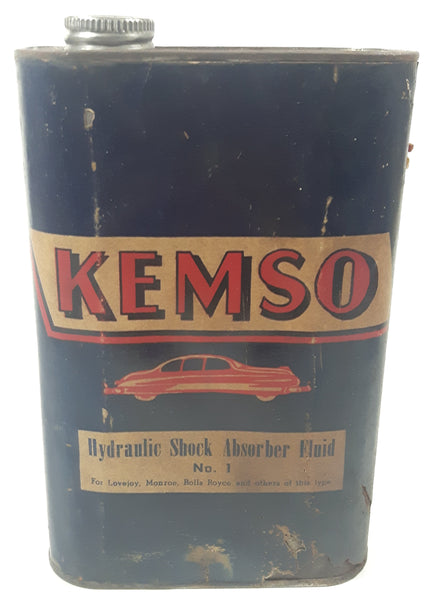 KEMSO
Hydraulic Shock Absorber Fluid
No. 1
For Lovejoy, Monroe, Rolls Royce and others of this type